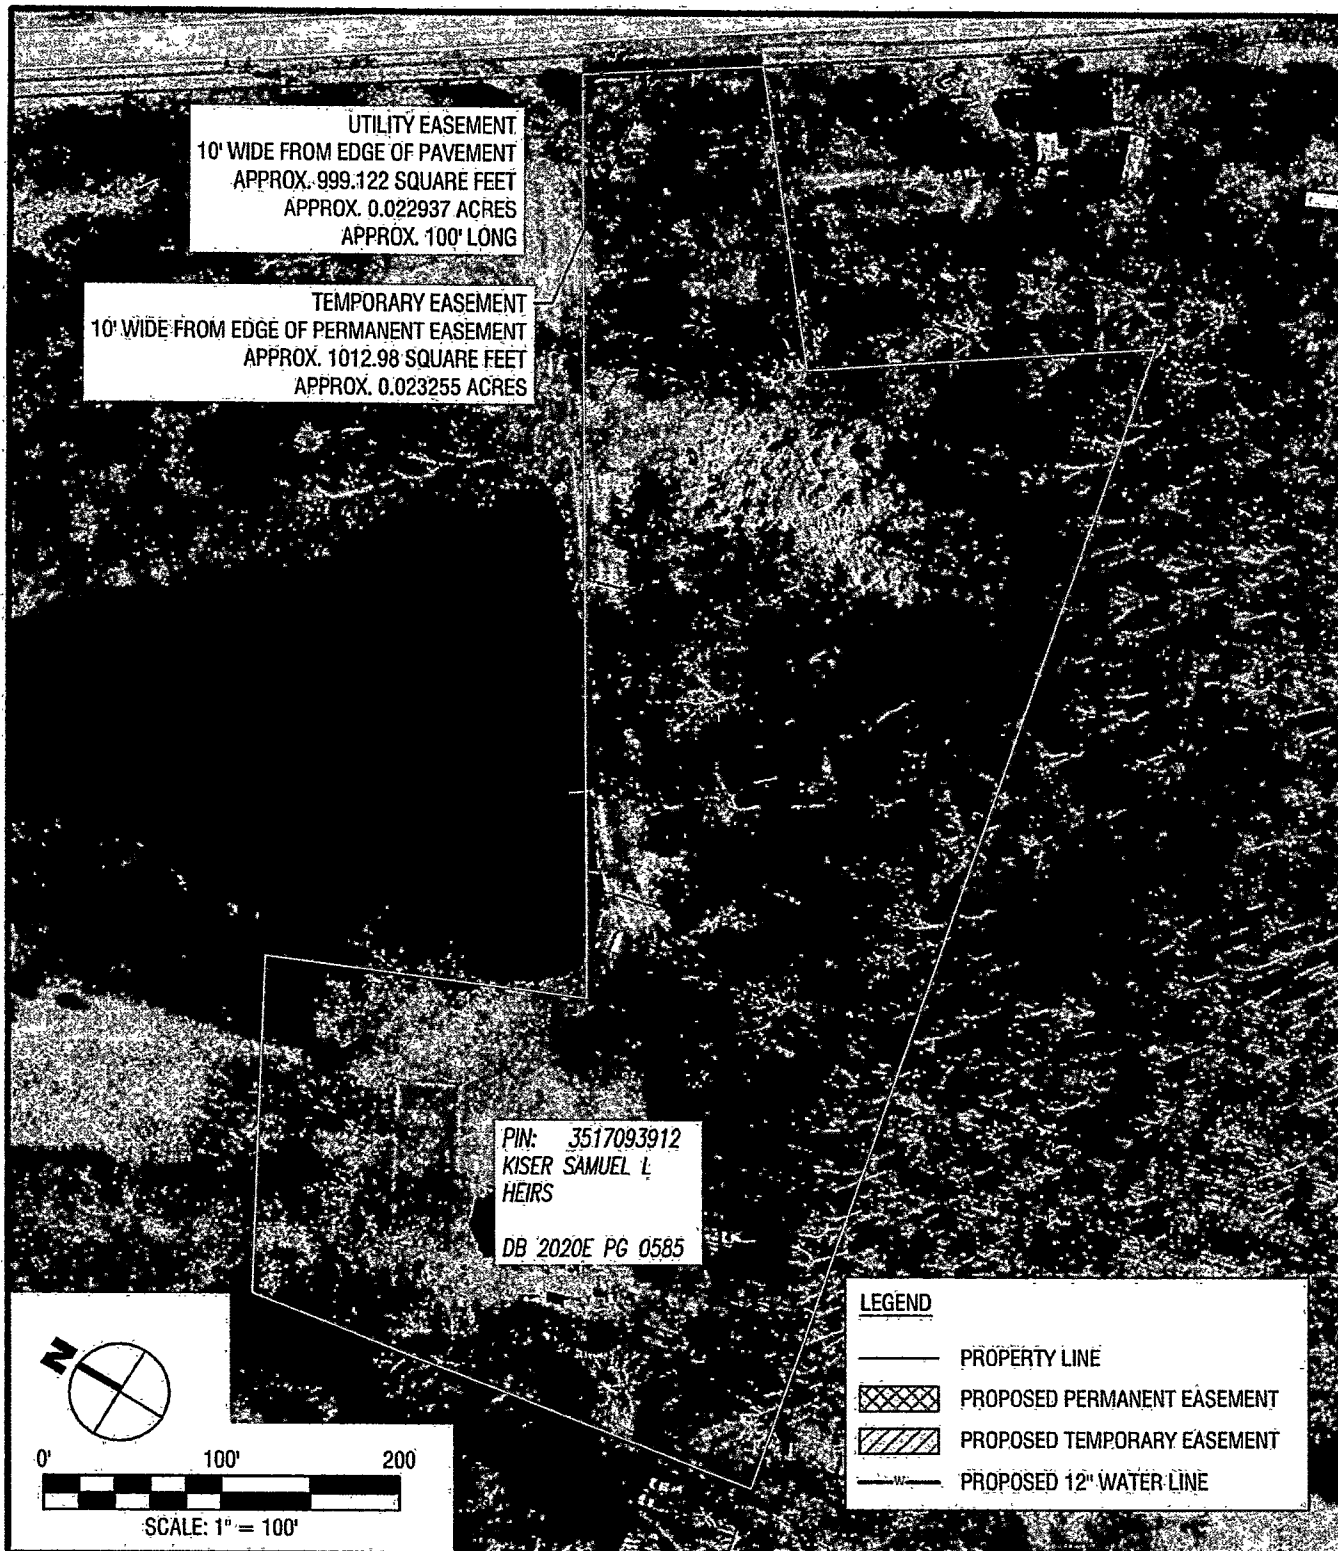 UTILITY EASEMENT
10' WIDE FROM EDGE OF PAVEMENT
APPROX. 999.122 SQUARE FEET
APPROX. 0.022937 ACRES
APPROX. 100' LONG
TEMPORARY EASEMENT
10' WIDE FROM EDGE OF PERMANENT EASEMENT
APPROX. 1012.98 SQUARE FEET
APPROX. 0.023255 ACRES
PIN: 3517093912
KISER SAMUEL L
HEIRS
DB 2020E PG 0585
N
0' 100' 200
SCALE: 1" = 100'
LEGEND
PROPERTY LINE
PROPOSED PERMANENT EASEMENT
PROPOSED TEMPORARY EASEMENT
W PROPOSED 12" WATER LINE